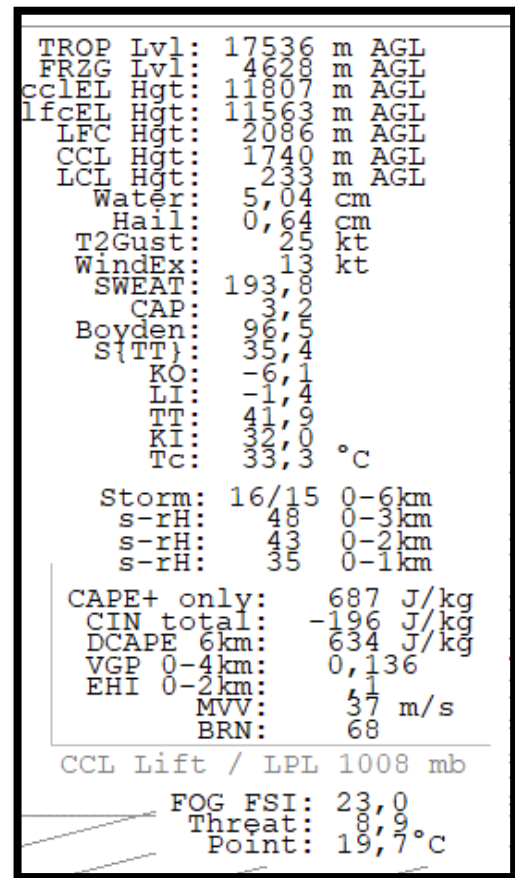 TROP Lvl: 17536 m AGL
FRZG Lvl: 4628 m AGL
cclEL Hgt: 11807 m AGL
lfcEL Hgt: 11563 m AGL
LFC Hgt: 2086 m AGL
CCL Hgt: 1740 m AGL
LCL Hgt: 233 m AGL
Water: 5,04 cm
Hail: 0,64 cm
T2Gust: 25 kt
WindEx: 13 kt
SWEAT: 193,8
CAP: 3,2
Boyden: 96,5
S{TT}: 35,4
KO: -6,1
LI: -1,4
TT: 41,9
KI: 32,0
Tc: 33,3 °C
Storm: 16/15 0-6km
s-rH: 48 0-3km
s-rH: 43 0-2km
s-rH: 35 0-1km
CAPE+ only: 687 J/kg
CIN total: -196 J/kg
DCAPE 6km: 634 J/kg
VGP 0-4km: 0,136
EHI 0-2km: ,1
MVV: 37 m/s
BRN: 68
CCL Lift / LPL 1008 mb
FOG FSI: 23,0
Threat: 8,9
Point: 19,7°C